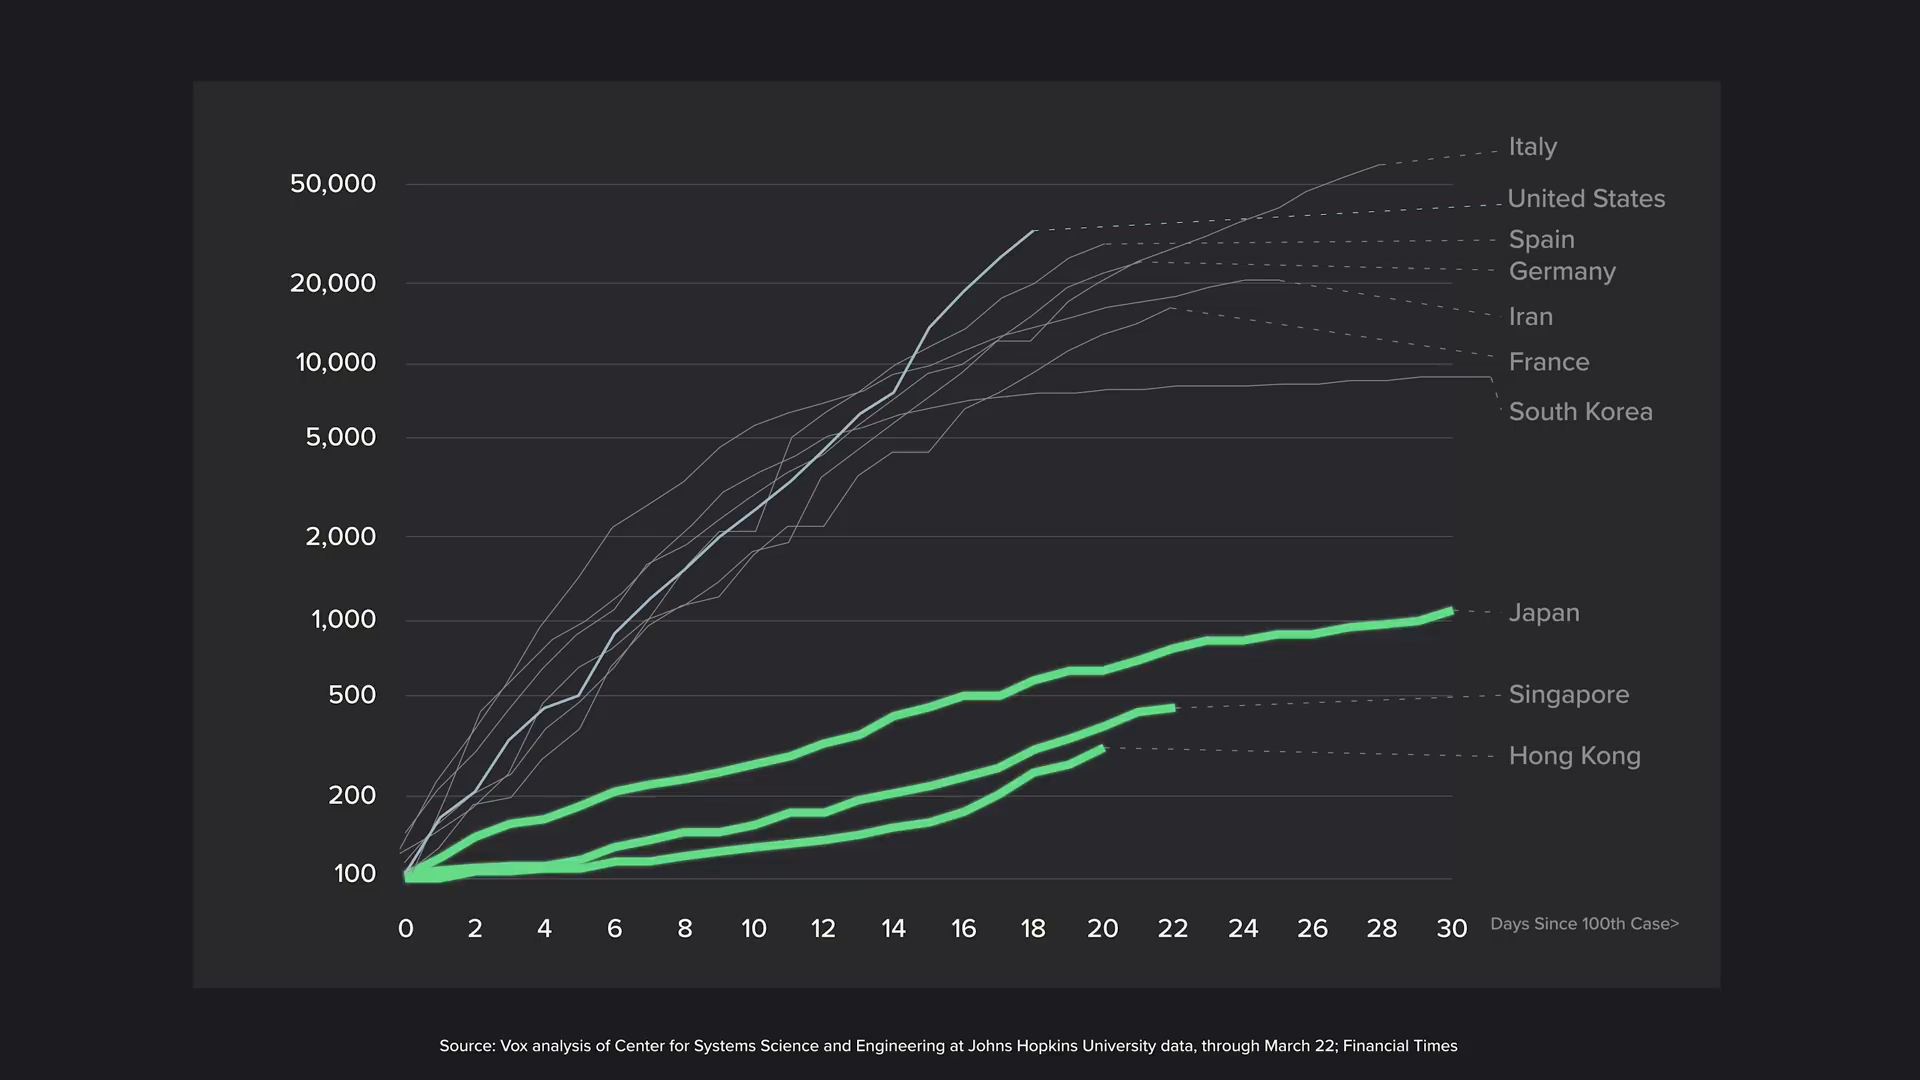 50,000
20,000
10,000
5,000
2,000
1,000
500
200
100
Italy
United States
Spain
Germany
Iran
France
South Korea
Japan
Singapore
Hong Kong
0 2 4 6 8 10 12 14 16 18 20 22 24 26 28 30 Days Since 100th Case>
Source: Vox analysis of Center for Systems Science and Engineering at Johns Hopkins University data, through March 22; Financial Times